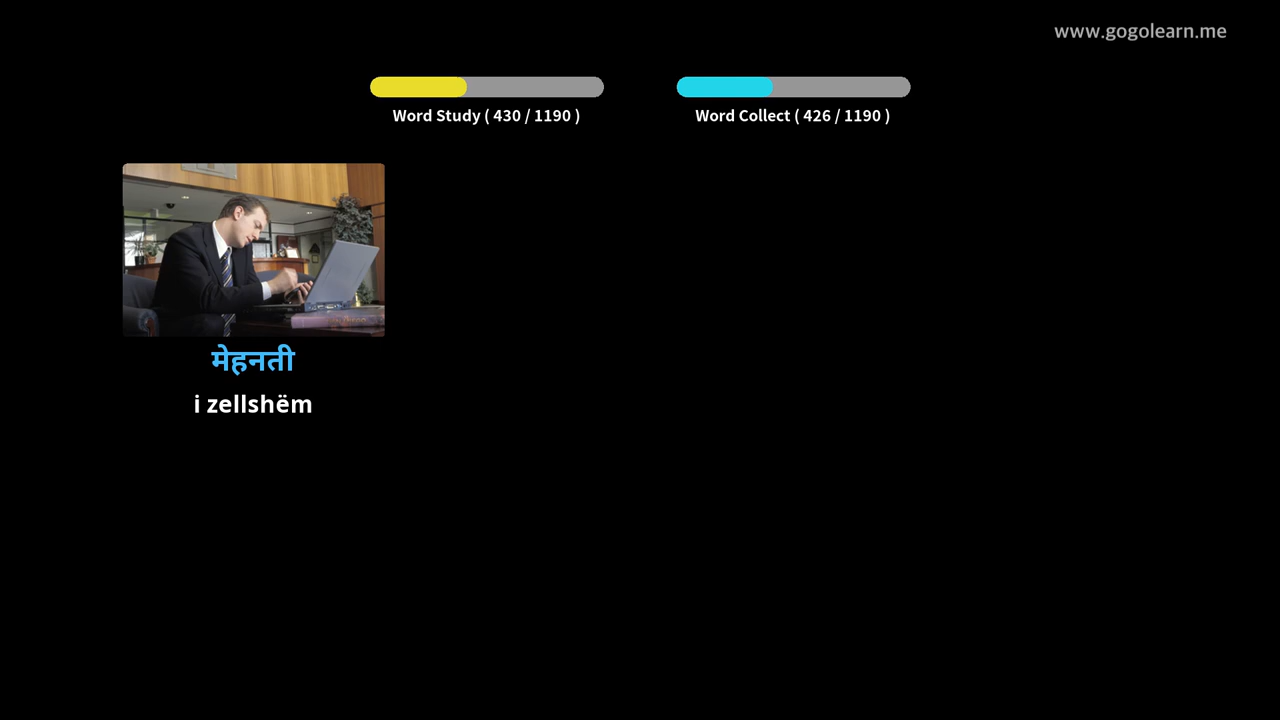 www.gogolearn.me
Word Study ( 430 / 1190 )
Word Collect ( 426 / 1190 )
मेहनती
i zellshëm